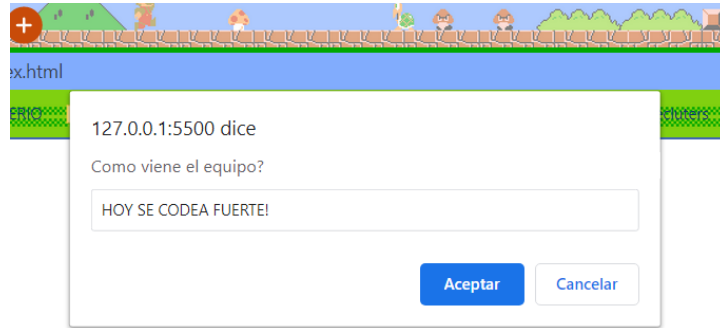 ex.html
ERIO
127.0.0.1:5500 dice
Como viene el equipo?
HOY SE CODEA FUERTE!
Aceptar
Cancelar